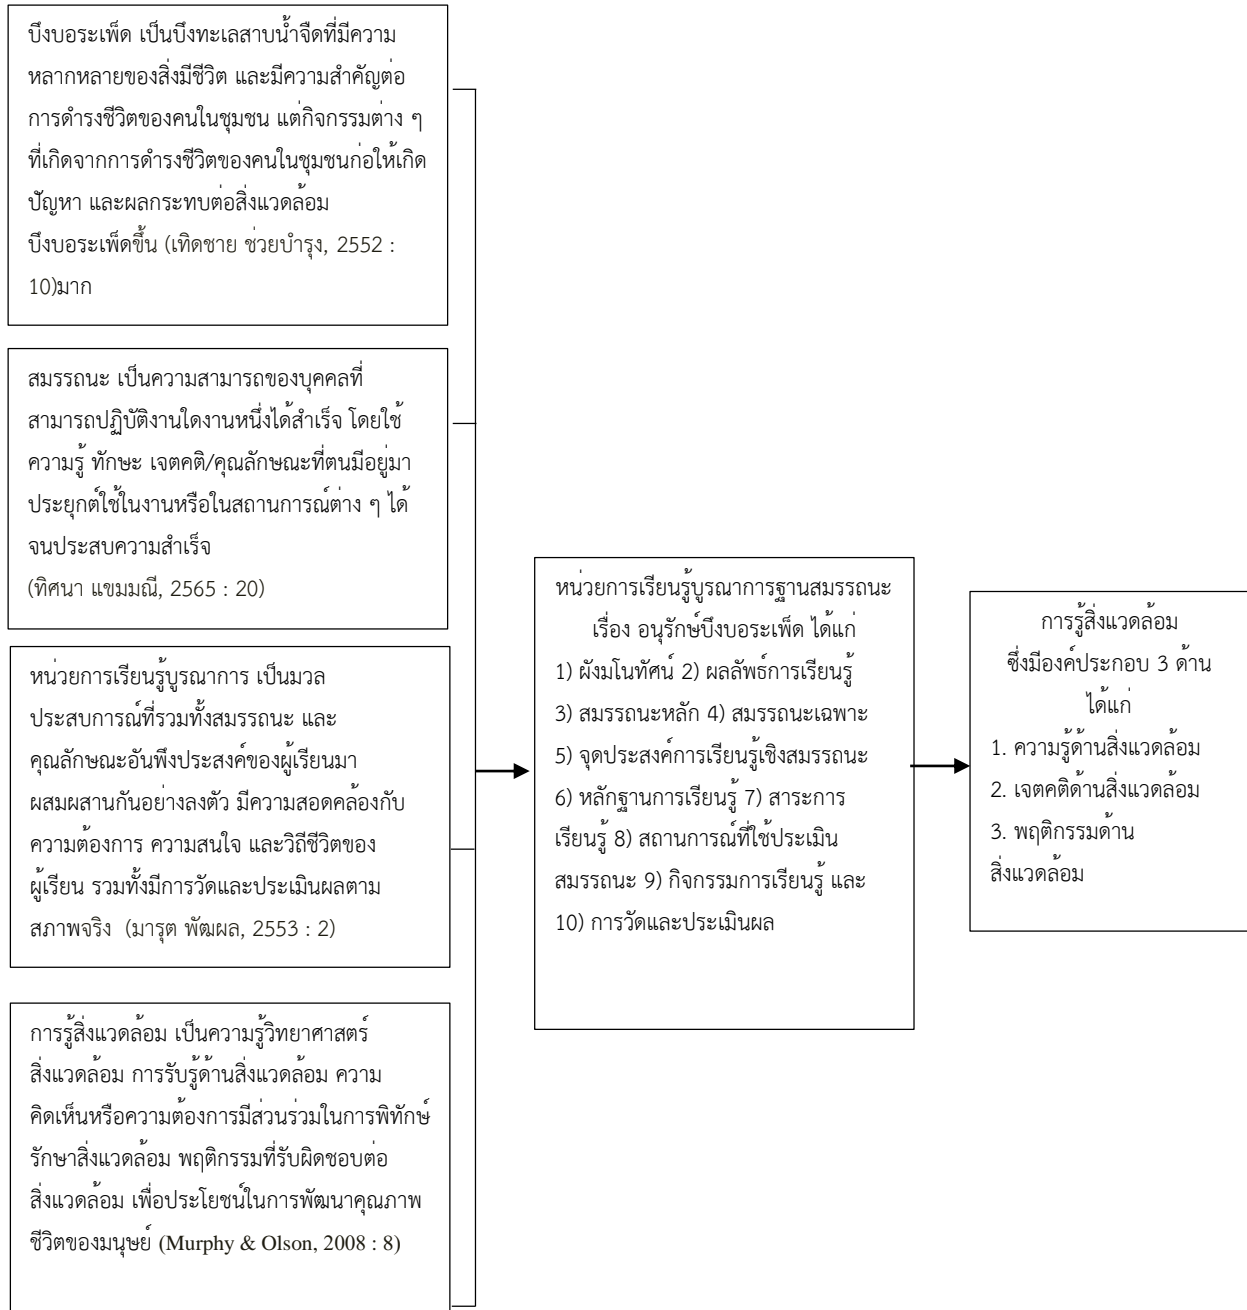 บึงบอระเพ็ด เป็นบึงทะเลสาบน้ำจืดที่มีความ
หลากหลายของสิ่งมีชีวิต และมีความสำคัญต่อ
การดำรงชีวิตของคนในชุมชน แต่กิจกรรมต่าง ๆ
ที่เกิดจากการดำรงชีวิตของคนในชุมชนก่อให้เกิด
ปัญหา และผลกระทบต่อสิ่งแวดล้อม
บึงบอระเพ็ดขึ้น (เทิดชาย ช่วยบำรุง, 2552 :
10)มาก
สมรรถนะ เป็นความสามารถของบุคคลที่
สามารถปฏิบัติงานใดงานหนึ่งได้สำเร็จ โดยใช้
ความรู้ ทักษะ เจตคติ/คุณลักษณะที่ตนมีอยู่มา
ประยุกต์ใช้ในงานหรือในสถานการณ์ต่าง ๆ ได้
จนประสบความสำเร็จ
(ทิศนา แขมมณี, 2565 : 20)
หน่วยการเรียนรู้บูรณาการ เป็นมวล
ประสบการณ์ที่รวมทั้งสมรรถนะ และ
คุณลักษณะอันพึงประสงค์ของผู้เรียนมา
ผสมผสานกันอย่างลงตัว มีความสอดคล้องกับ
ความต้องการ ความสนใจ และวิถีชีวิตของ
ผู้เรียน รวมทั้งมีการวัดและประเมินผลตาม
สภาพจริง (มารุต พัฒผล, 2553 : 2)
การรู้สิ่งแวดล้อม เป็นความรู้วิทยาศาสตร์
สิ่งแวดล้อม การรับรู้ด้านสิ่งแวดล้อม ความ
คิดเห็นหรือความต้องการมีส่วนร่วมในการพิทักษ์
รักษาสิ่งแวดล้อม พฤติกรรมที่รับผิดชอบต่อ
สิ่งแวดล้อม เพื่อประโยชน์ในการพัฒนาคุณภาพ
ชีวิตของมนุษย์ (Murphy & Olson, 2008 : 8)
หน่วยการเรียนรู้บูรณาการฐานสมรรถนะ
เรื่อง อนุรักษ์บึงบอระเพ็ด ได้แก่
1) ผังมโนทัศน์ 2) ผลลัพธ์การเรียนรู้
3) สมรรถนะหลัก 4) สมรรถนะเฉพาะ
5) จุดประสงค์การเรียนรู้เชิงสมรรถนะ
6) หลักฐานการเรียนรู้ 7) สาระการ
เรียนรู้ 8) สถานการณ์ที่ใช้ประเมิน
สมรรถนะ 9) กิจกรรมการเรียนรู้ และ
10) การวัดและประเมินผล
การรู้สิ่งแวดล้อม
ซึ่งมีองค์ประกอบ 3 ด้าน
ได้แก่
1. ความรู้ด้านสิ่งแวดล้อม
2. เจตคติด้านสิ่งแวดล้อม
3. พฤติกรรมด้าน
สิ่งแวดล้อม